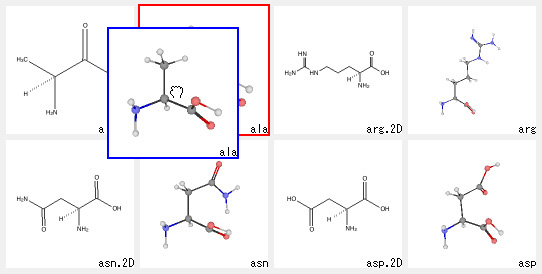 O
CH₃
H
H₂N
a
ala
ala
NH
H₂N
N
H
O
OH
H
NH₂
arg.2D
arg
H₂N
O
O
OH
H
NH₂
asn.2D
asn
O
HO
O
OH
H
NH₂
asp.2D
asp